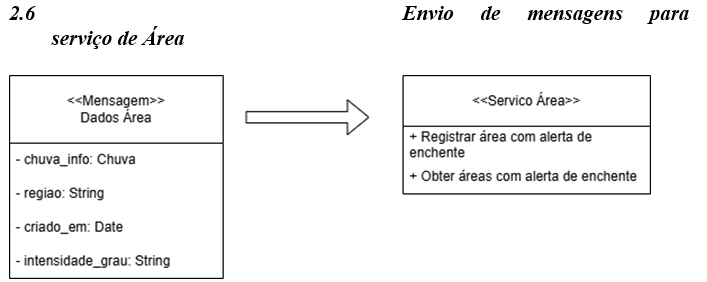 2.6 Envio de mensagens para
serviço de Área
<<Mensagem>>
Dados Área
- chuva_info: Chuva
- regiao: String
- criado_em: Date
- intensidade_grau: String
<<Servico Área>>
+ Registrar área com alerta de
enchente
+ Obter áreas com alerta de enchente